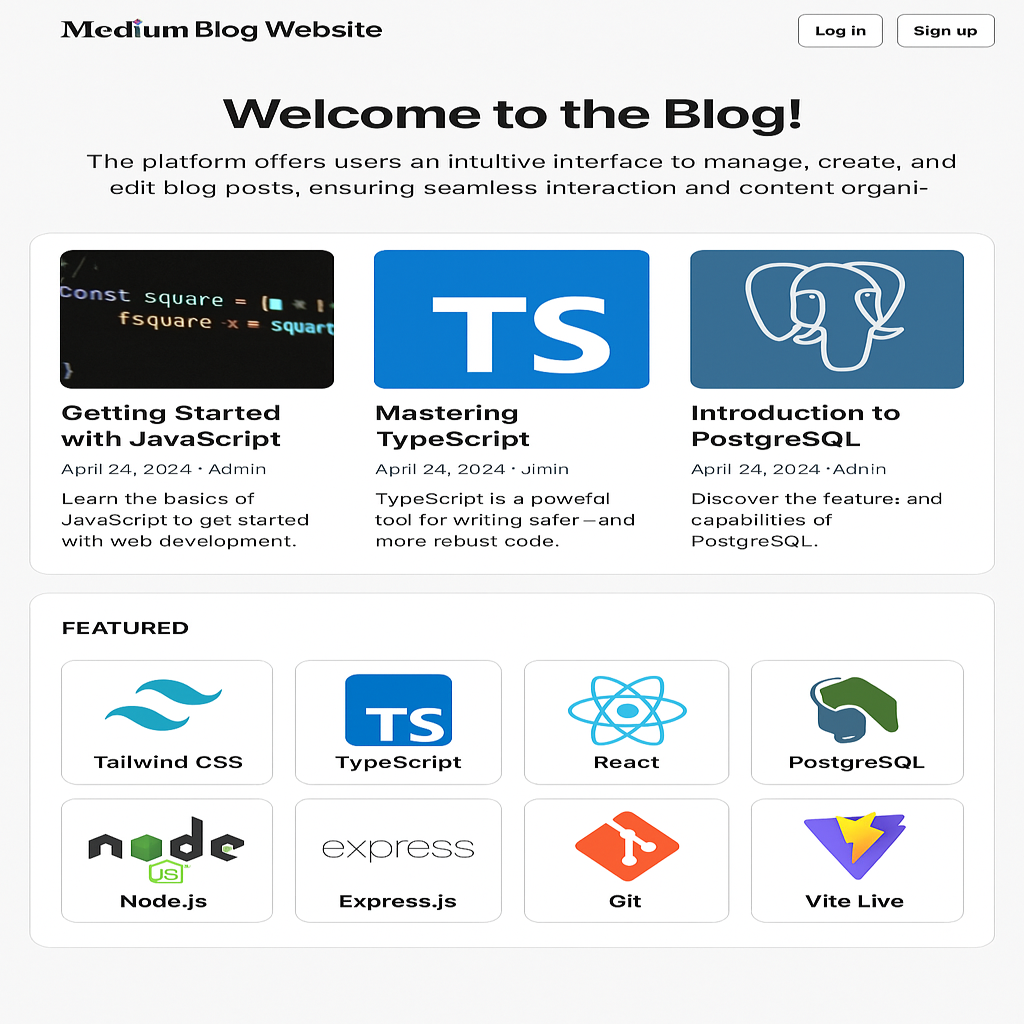 Medium Blog Website
Log in
Sign up
Welcome to the Blog!
The platform offers users an intultive interface to manage, create, and
edit blog posts, ensuring seamless interaction and content organi-
const square = (
fsquare x = squart
}
TS
Getting Started
with JavaScript
April 24, 2024 · Admin
Learn the basics of
JavaScript to get started
with web development.
Mastering
TypeScript
April 24, 2024 · Jimin
TypeScript is a powefal
tool for writing safer—and
more rebust code.
Introduction to
PostgreSQL
April 24, 2024 · Adnin
Discover the feature: and
capabilities of
PostgreSQL.
FEATURED
Tailwind CSS
TS
TypeScript
React
PostgreSQL
node
JS
Node.js
express
Express.js
Git
Vite Live